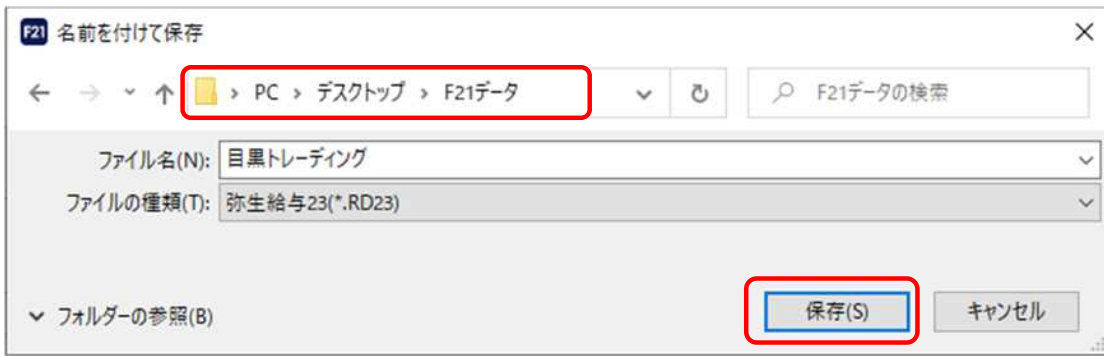 F21 名前を付けて保存
> PC > デスクトップ > F21データ F21データの検索
ファイル名(N): 目黒トレーディング
ファイルの種類(T): 弥生給与23(*.RD23)
フォルダーの参照(B) 保存(S) キャンセル